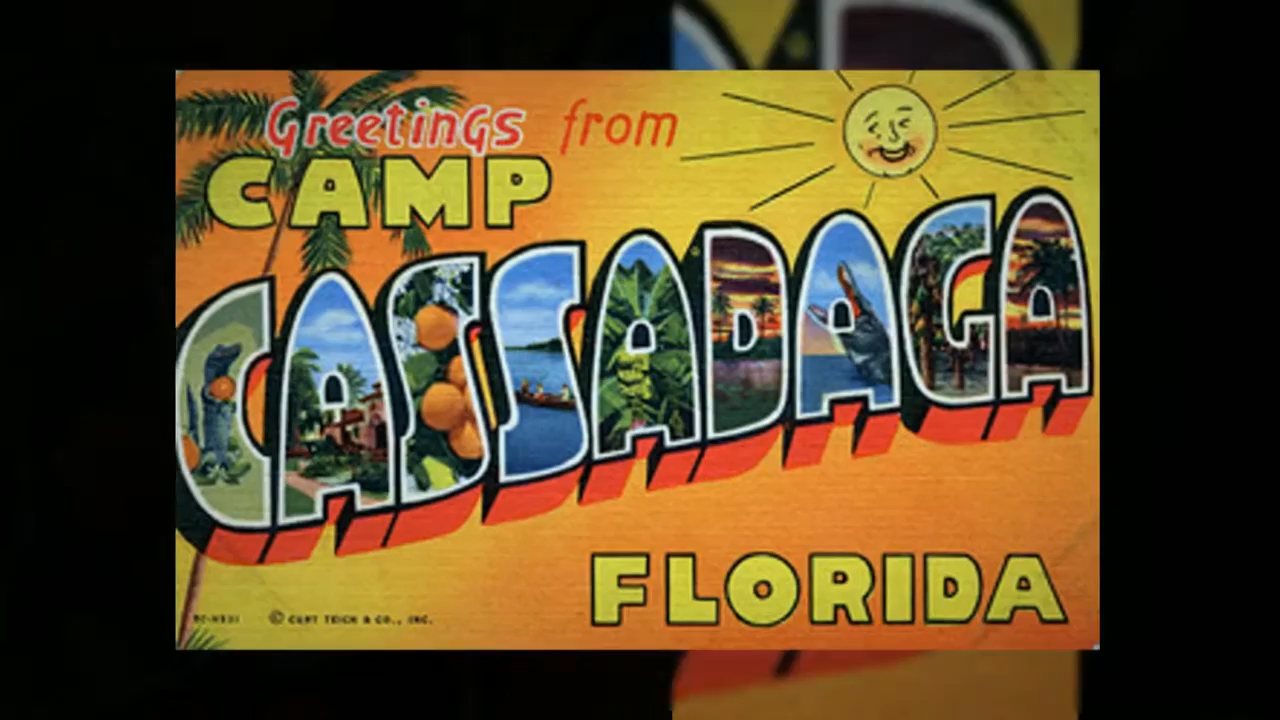 Greetings from
CAMP
CASSADAGA
FLORIDA
© CURT TEICH & CO., INC.